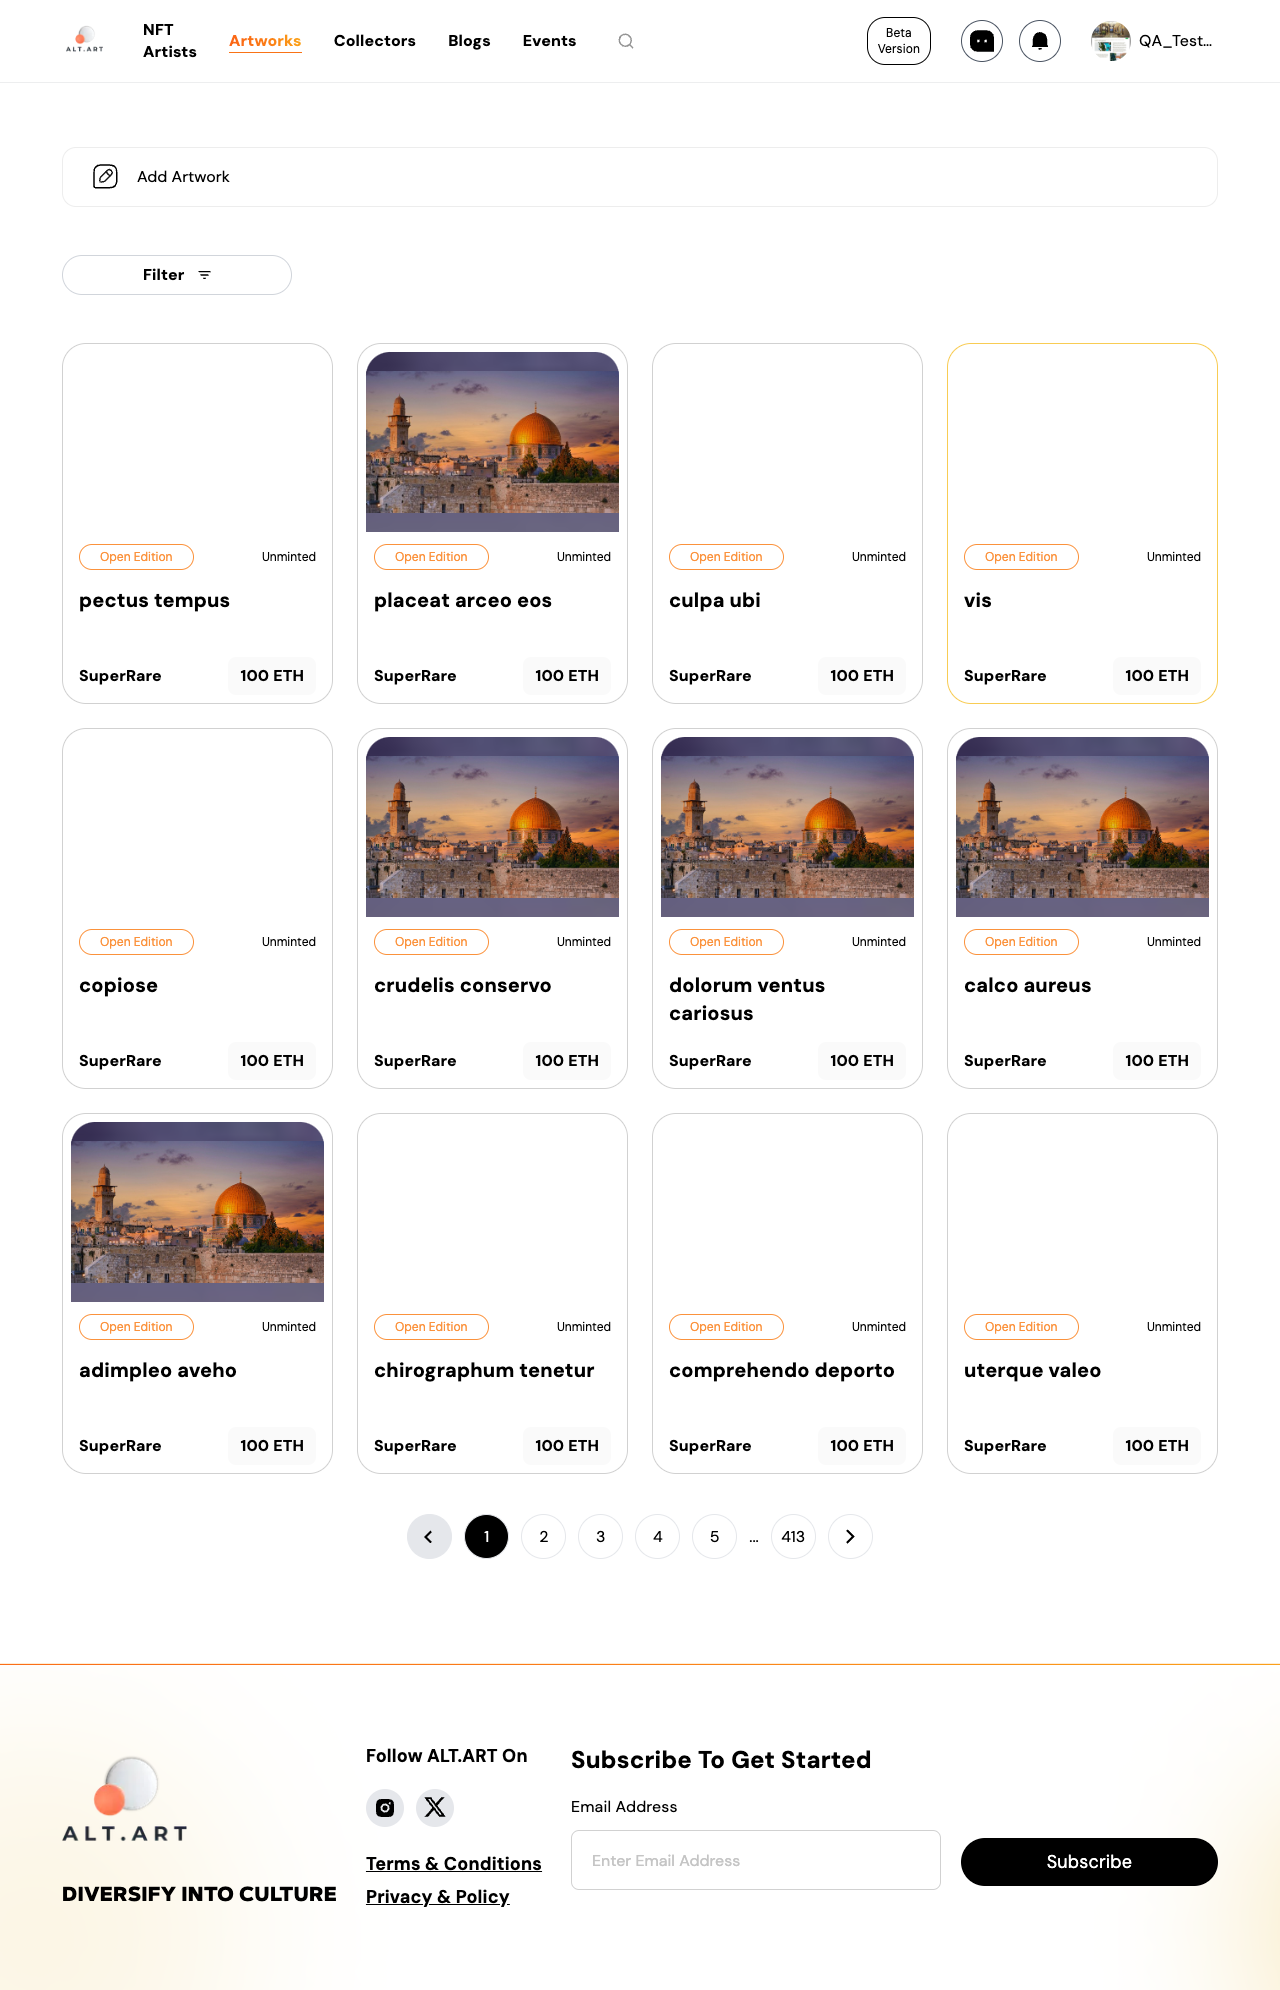 ALT.ART
NFT
Artists
Artworks
Collectors
Blogs
Events
Beta
Version
QA_Test...
Add Artwork
Filter
Open Edition
Unminted
pectus tempus
SuperRare
100 ETH
Open Edition
Unminted
placeat arceo eos
SuperRare
100 ETH
Open Edition
Unminted
culpa ubi
SuperRare
100 ETH
Open Edition
Unminted
vis
SuperRare
100 ETH
Open Edition
Unminted
copiose
SuperRare
100 ETH
Open Edition
Unminted
crudelis conservo
SuperRare
100 ETH
Open Edition
Unminted
dolorum ventus
cariosus
SuperRare
100 ETH
Open Edition
Unminted
calco aureus
SuperRare
100 ETH
Open Edition
Unminted
adimpleo aveho
SuperRare
100 ETH
Open Edition
Unminted
chirographum tenetur
SuperRare
100 ETH
Open Edition
Unminted
comprehendo deporto
SuperRare
100 ETH
Open Edition
Unminted
uterque valeo
SuperRare
100 ETH
1 2 3 4 5 ... 413
ALT.ART
DIVERSIFY INTO CULTURE
Follow ALT.ART On
Terms & Conditions
Privacy & Policy
Subscribe To Get Started
Email Address
Enter Email Address
Subscribe